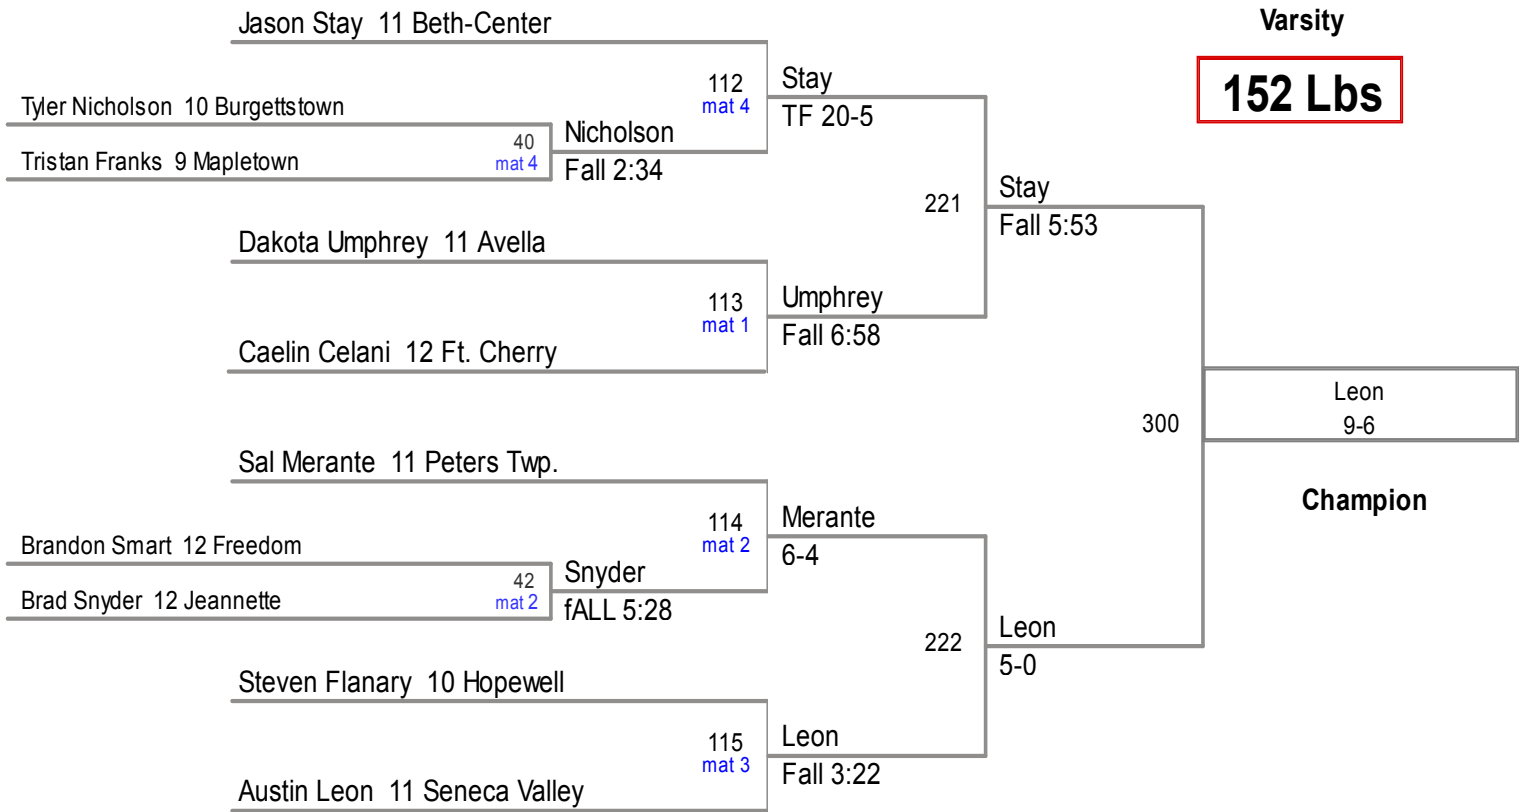 Jason Stay 11 Beth-Center
Varsity
152 Lbs
112
mat 4
Stay
TF 20-5
Tyler Nicholson 10 Burgettstown
40
mat 4
Nicholson
Fall 2:34
Tristan Franks 9 Mapletown
221
Stay
Fall 5:53
Dakota Umphrey 11 Avella
113
mat 1
Umphrey
Fall 6:58
Caelin Celani 12 Ft. Cherry
300
Leon
9-6
Champion
Sal Merante 11 Peters Twp.
114
mat 2
Merante
6-4
Brandon Smart 12 Freedom
42
mat 2
Snyder
fALL 5:28
Brad Snyder 12 Jeannette
222
Leon
5-0
Steven Flanary 10 Hopewell
115
mat 3
Leon
Fall 3:22
Austin Leon 11 Seneca Valley